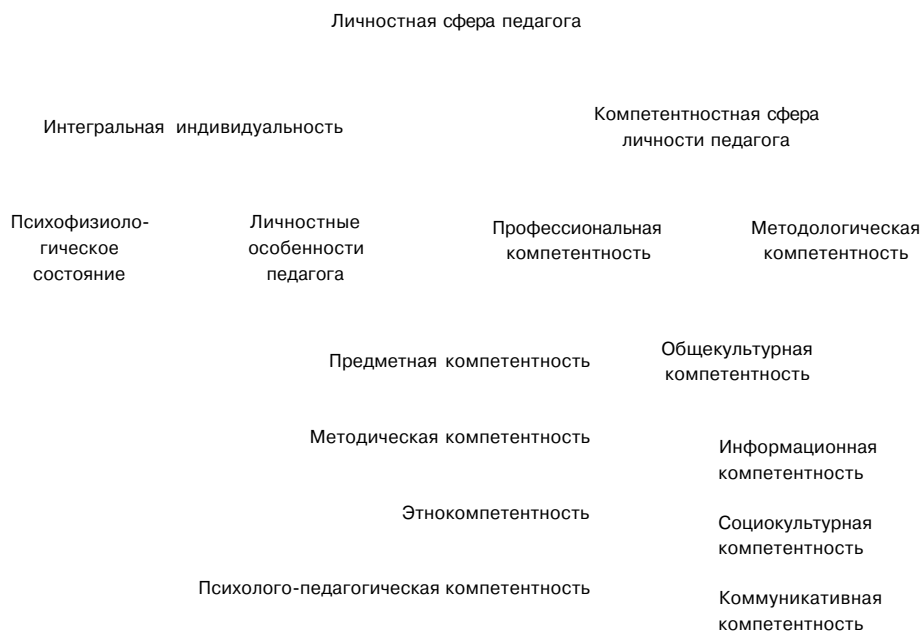 Личностная сфера педагога
Интегральная индивидуальность
Компетентностная сфера
личности педагога
Психофизиоло-
гическое
состояние
Личностные
особенности
педагога
Профессиональная
компетентность
Методологическая
компетентность
Предметная компетентность
Общекультурная
компетентность
Методическая компетентность
Информационная
компетентность
Этнокомпетентность
Социокультурная
компетентность
Психолого-педагогическая компетентность
Коммуникативная
компетентность